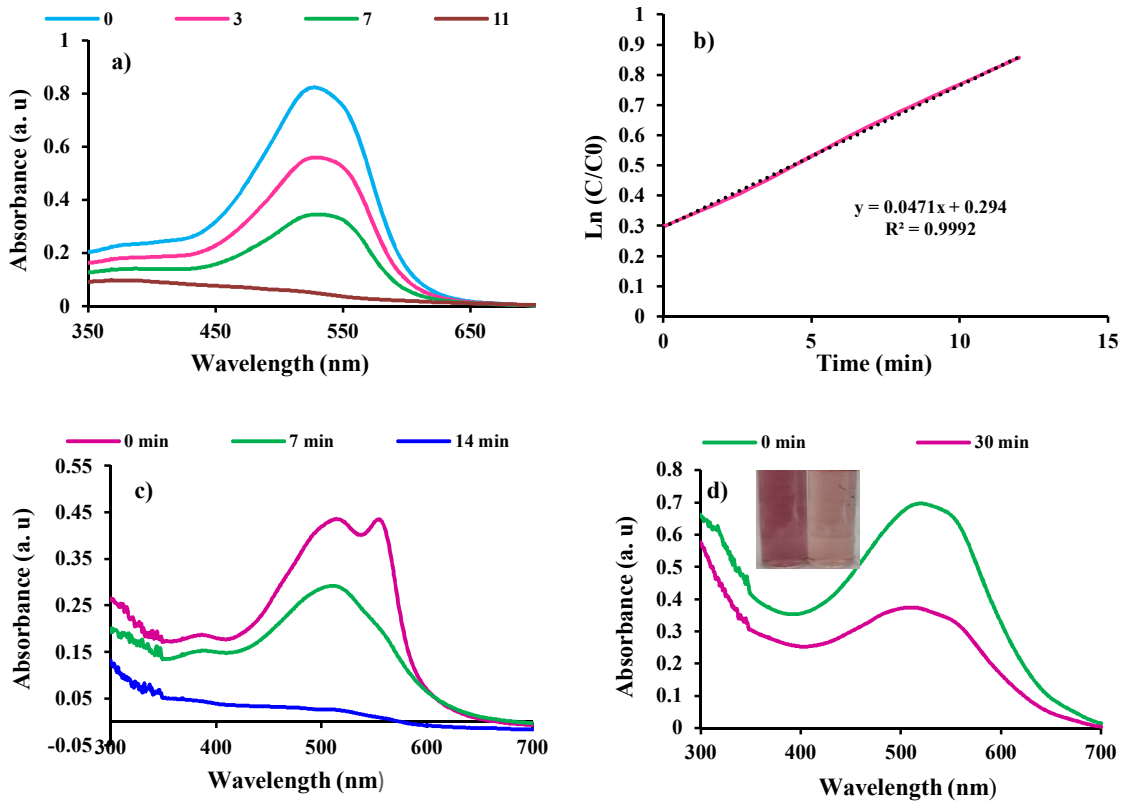 0 3 7 11
a)
Absorbance (a. u)
1
0.8
0.6
0.4
0.2
0
350 450 550 650
Wavelength (nm)
b)
Ln (C/C0)
1
0.9
0.8
0.7
0.6
0.5
0.4
0.3
0.2
0.1
0
y = 0.0471x + 0.294
R² = 0.9992
0 5 10 15
Time (min)
0 min 7 min 14 min
c)
Absorbance (a. u)
0.55
0.45
0.35
0.25
0.15
0.05
-0.05
300 400 500 600 700
Wavelength (nm)
0 min 30 min
d)
Absorbance (a. u)
0.8
0.7
0.6
0.5
0.4
0.3
0.2
0.1
0
300 400 500 600 700
Wavelength (nm)